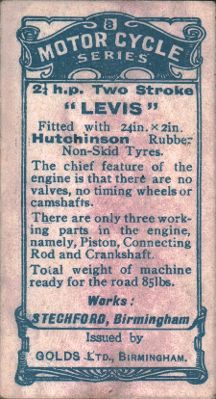 3
MOTOR CYCLE
SERIES
2¼ h.p. Two Stroke
"LEVIS"
Fitted with 24in. × 2in.
Hutchinson Rubber
Non-Skid Tyres.
The chief feature of the
engine is that there are no
valves, no timing wheels or
camshafts.
There are only three work-
ing parts in the engine,
namely, Piston, Connecting
Rod and Crankshaft.
Total weight of machine
ready for the road 85lbs.
Works:
STECHFORD, Birmingham
Issued by
GOLDS LTD., BIRMINGHAM.